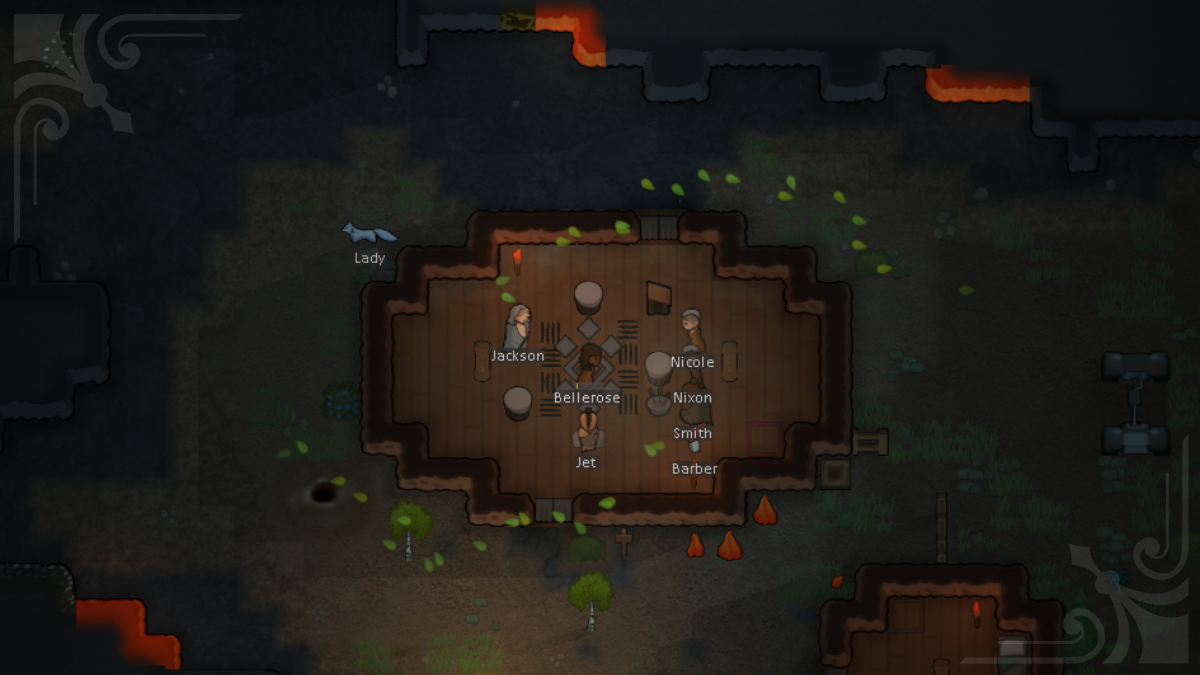 Lady
Jackson
Nicole
Bellerose
Nixon
Smith
Jet
Barber